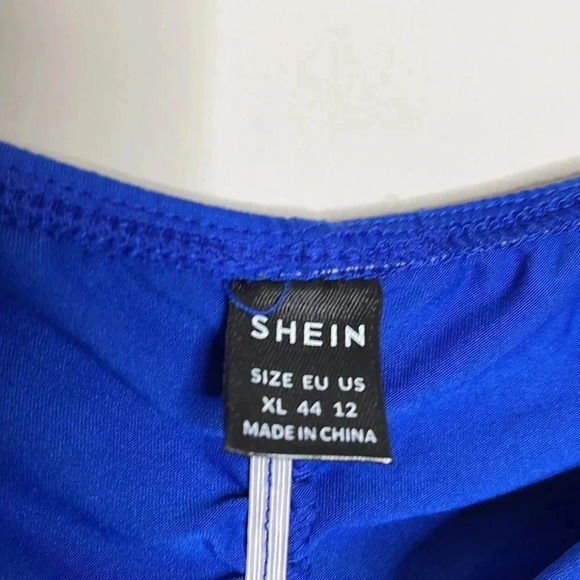 SHEIN
SIZE EU US
XL 44 12
MADE IN CHINA